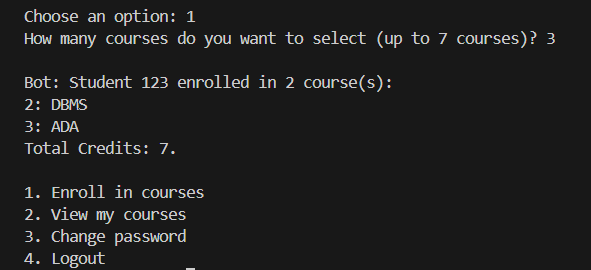 Choose an option: 1
How many courses do you want to select (up to 7 courses)? 3
Bot: Student 123 enrolled in 2 course(s):
2: DBMS
3: ADA
Total Credits: 7.
1. Enroll in courses
2. View my courses
3. Change password
4. Logout